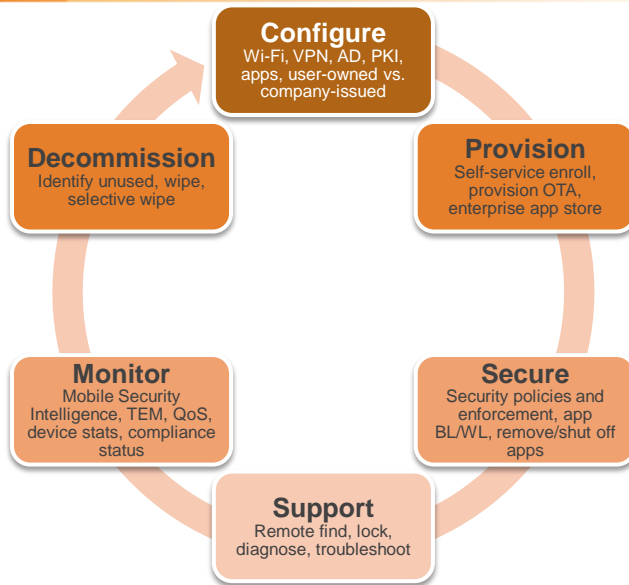 Configure
Wi-Fi, VPN, AD, PKI,
apps, user-owned vs.
company-issued
Provision
Self-service enroll,
provision OTA,
enterprise app store
Secure
Security policies and
enforcement, app
BL/WL, remove/shut off
apps
Support
Remote find, lock,
diagnose, troubleshoot
Monitor
Mobile Security
Intelligence, TEM, QoS,
device stats, compliance
status
Decommission
Identify unused, wipe,
selective wipe